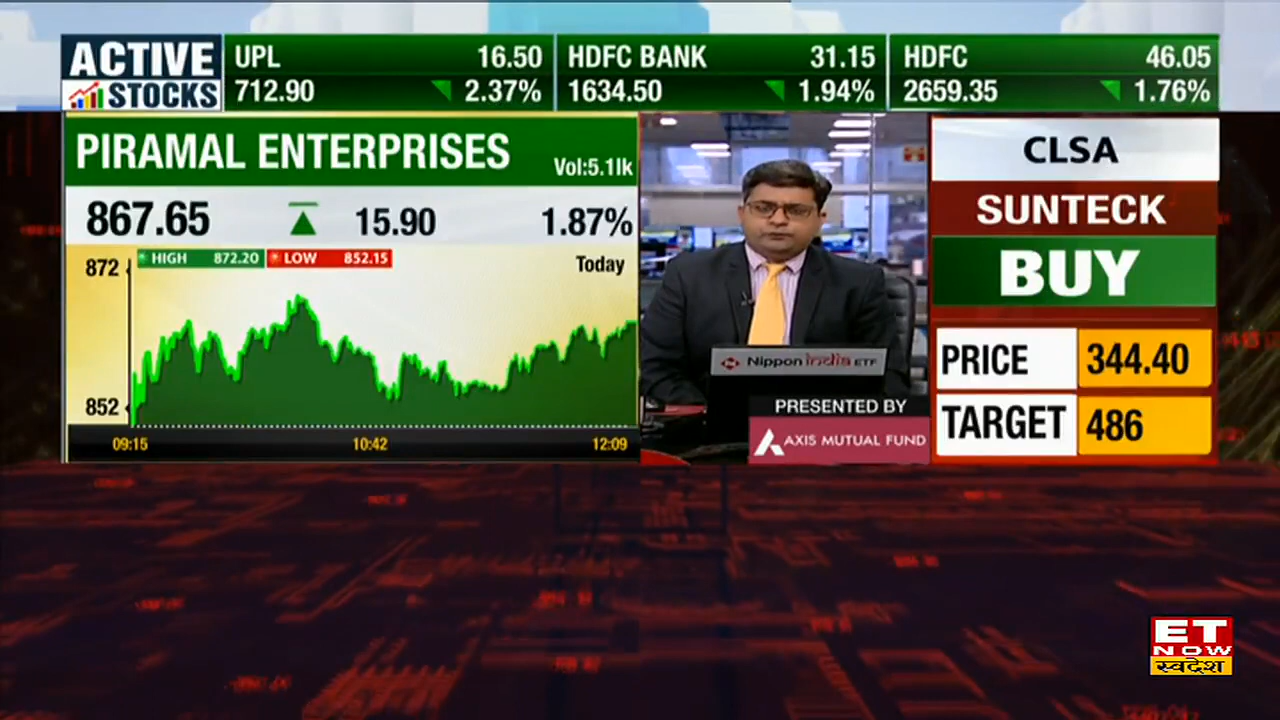 ACTIVE
STOCKS
UPL 16.50
712.90 2.37%
HDFC BANK 31.15
1634.50 1.94%
HDFC 46.05
2659.35 1.76%
PIRAMAL ENTERPRISES Vol:5.1lk
867.65 15.90 1.87%
HIGH 872.20 LOW 852.15
Today
872
852
09:15 10:42 12:09
Nippon india ETF
PRESENTED BY
AXIS MUTUAL FUND
CLSA
SUNTECK
BUY
PRICE 344.40
TARGET 486
ET
NOW
स्वदेश